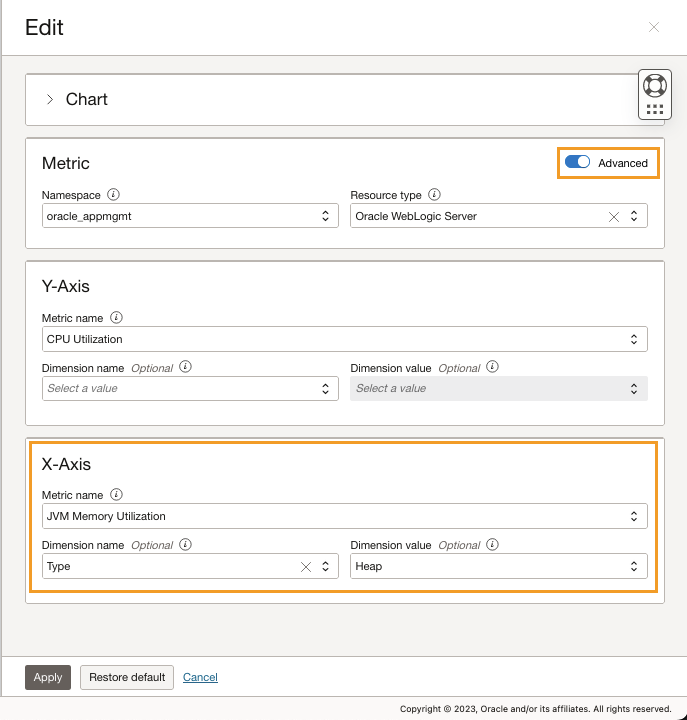 Edit
Chart
Metric
Advanced
Namespace
Resource type
oracle_appmgmt
Oracle WebLogic Server
Y-Axis
Metric name
CPU Utilization
Dimension name Optional
Dimension value Optional
Select a value
Select a value
X-Axis
Metric name
JVM Memory Utilization
Dimension name Optional
Dimension value Optional
Type
Heap
Apply
Restore default
Cancel
Copyright © 2023, Oracle and/or its affiliates. All rights reserved.